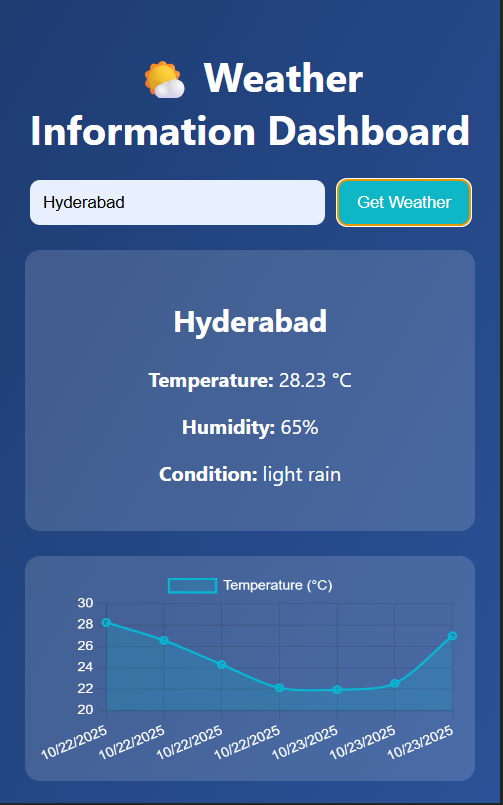 Weather
Information Dashboard
Hyderabad
Get Weather
Hyderabad
Temperature: 28.23 °C
Humidity: 65%
Condition: light rain
Temperature (°C)
30
28
26
24
22
20
10/22/2025
10/22/2025
10/22/2025
10/22/2025
10/23/2025
10/23/2025
10/23/2025